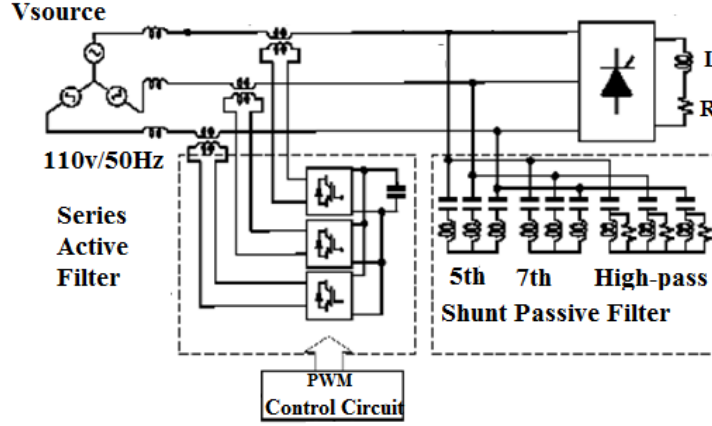 Vsource
L
R
110v/50Hz
Series
Active
Filter
5th 7th High-pass
Shunt Passive Filter
PWM
Control Circuit